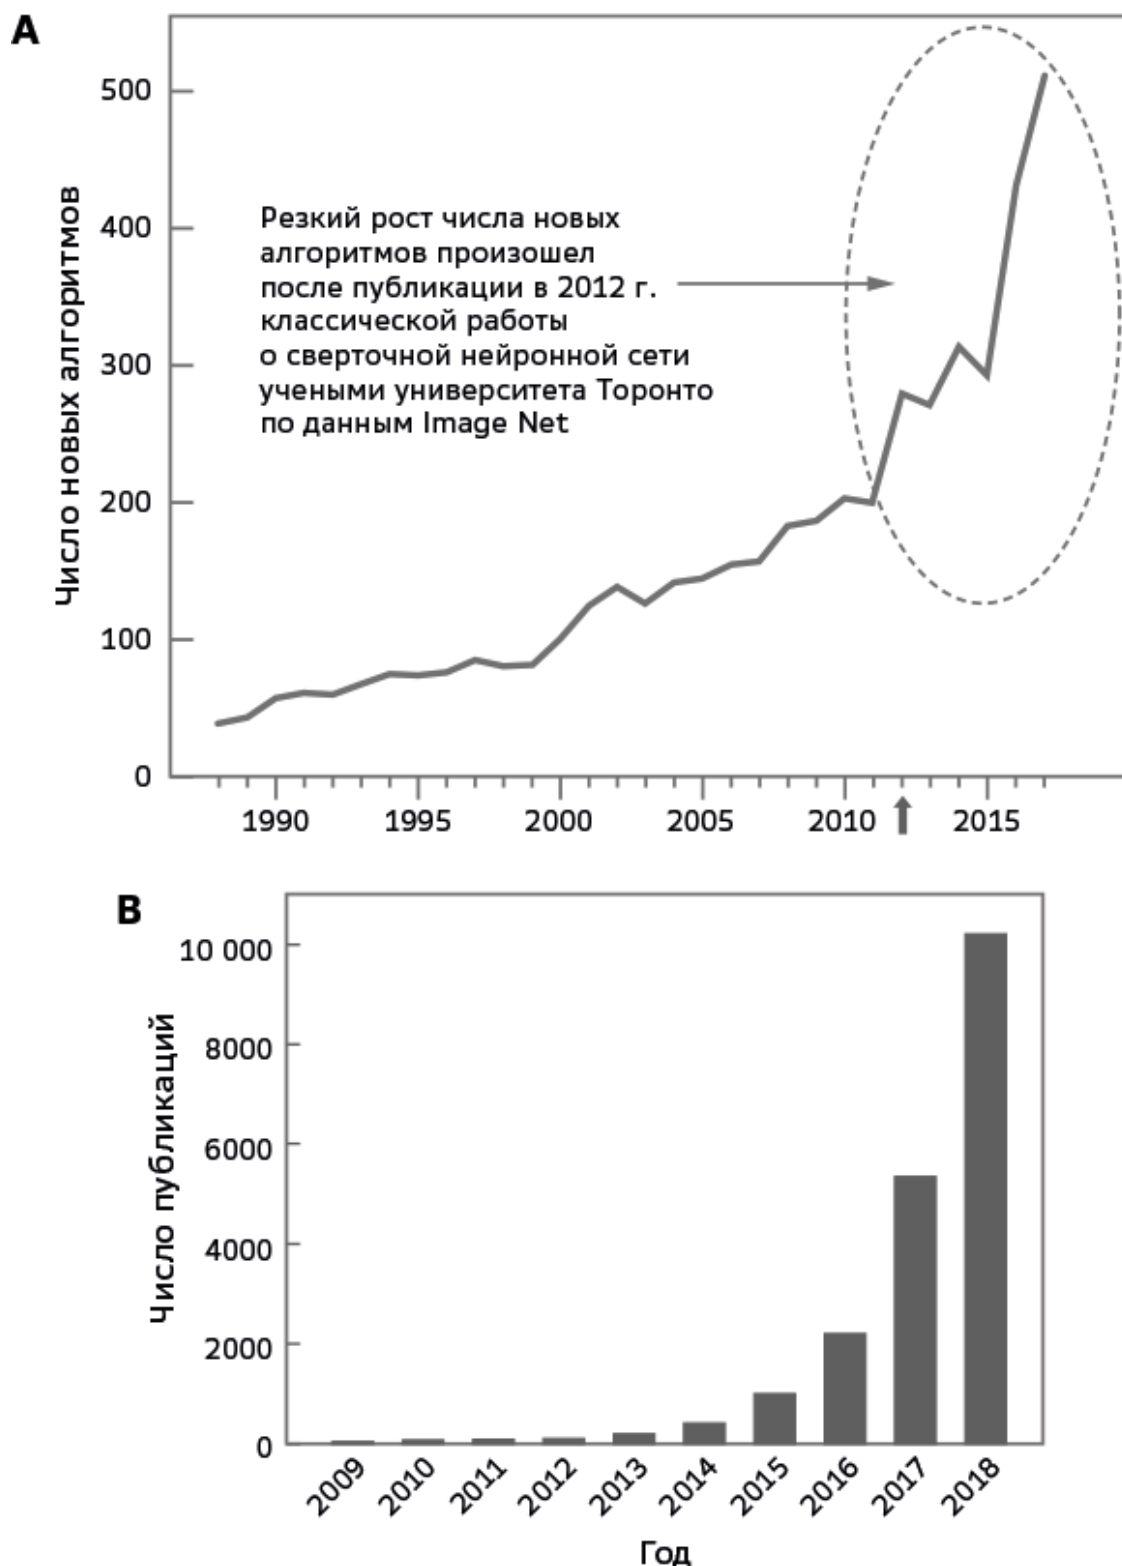 A
500
400
300
200
100
0
Число новых алгоритмов
Резкий рост числа новых
алгоритмов произошел
после публикации в 2012 г.
классической работы
о сверточной нейронной сети
учеными университета Торонто
по данным Image Net
1990 1995 2000 2005 2010 2015
B
10 000
8000
6000
4000
2000
0
Число публикаций
2009 2010 2011 2012 2013 2014 2015 2016 2017 2018
Год